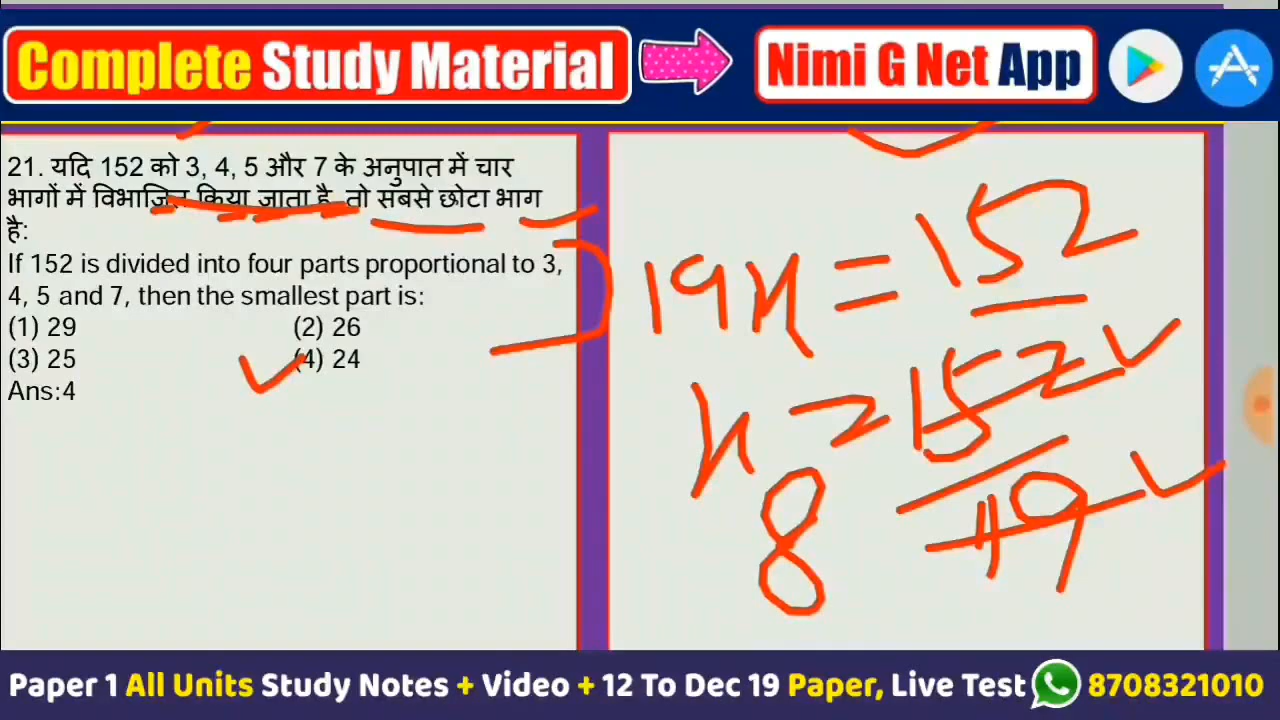 Complete Study Material Nimi G Net App
21. यदि 152 को 3, 4, 5 और 7 के अनुपात में चार
भागों में विभाजित किया जाता है, तो सबसे छोटा भाग
है:
If 152 is divided into four parts proportional to 3,
4, 5 and 7, then the smallest part is:
(1) 29 (2) 26
(3) 25 (4) 24
Ans:4
19x = 152
x = 152
19
8
Paper 1 All Units Study Notes + Video + 12 To Dec 19 Paper, Live Test 8708321010